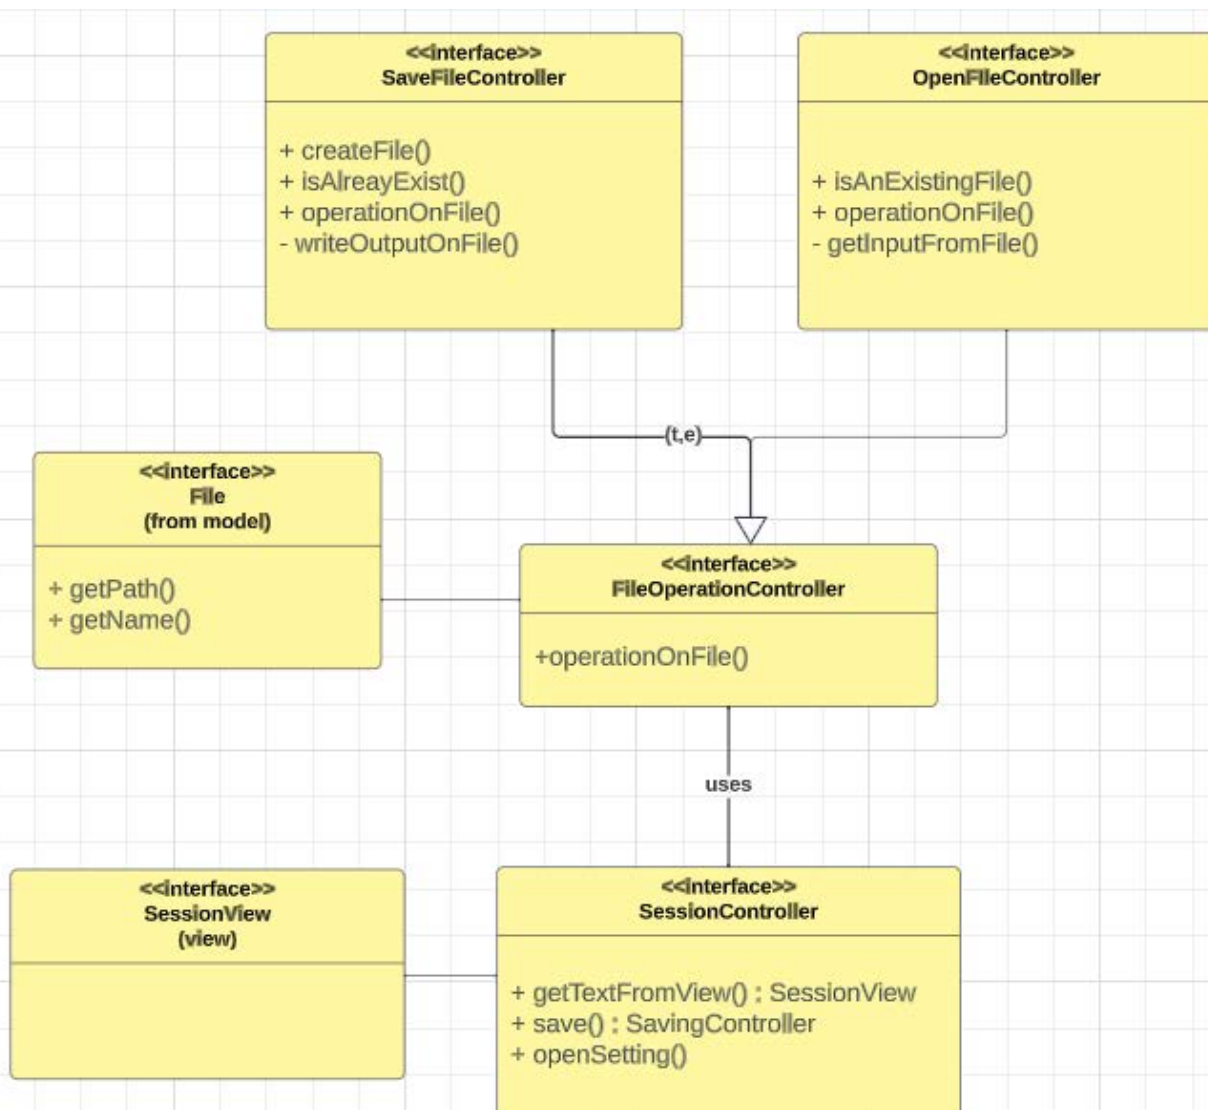 <<interface>>
SaveFileController
+ createFile()
+ isAlreayExist()
+ operationOnFile()
- writeOutputOnFile()
<<interface>>
OpenFIleController
+ isAnExistingFile()
+ operationOnFile()
- getInputFromFile()
(t,e)
<<interface>>
File
(from model)
+ getPath()
+ getName()
<<interface>>
FileOperationController
+operationOnFile()
uses
<<interface>>
SessionView
(view)
<<interface>>
SessionController
+ getTextFromView() : SessionView
+ save() : SavingController
+ openSetting()